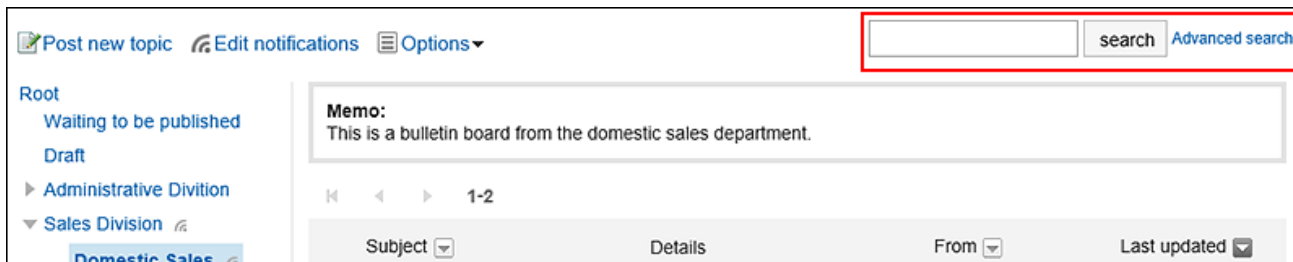 Post new topic Edit notifications Options
search Advanced search
Root
Waiting to be published
Draft
Administrative Divition
Sales Division
Domestic Sales
Memo:
This is a bulletin board from the domestic sales department.
1-2
Subject Details From Last updated